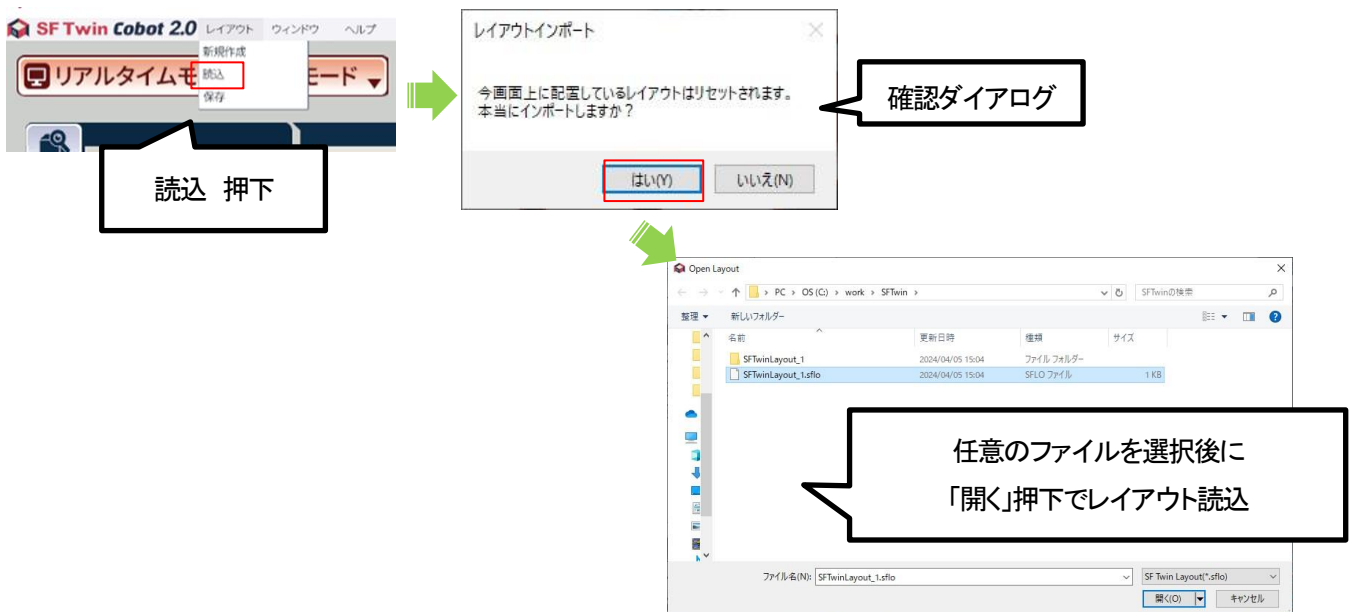 SF Twin Cobot 2.0 レイアウト ウィンドウ ヘルプ
新規作成
リアルタイムモ 読込 モード
保存
読込 押下
レイアウトインポート
今画面上に配置しているレイアウトはリセットされます。
本当にインポートしますか？
はい(Y) いいえ(N)
確認ダイアログ
Open Layout
PC › OS (C:) › work › SFTwin › SFTwinの検索
整理 新しいフォルダー
名前 更新日時 種類 サイズ
SFTwinLayout_1 2024/04/05 15:04 ファイル フォルダー
SFTwinLayout_1.sflo 2024/04/05 15:04 SFLO ファイル 1 KB
任意のファイルを選択後に
「開く」押下でレイアウト読込
ファイル名(N): SFTwinLayout_1.sflo SF Twin Layout(*.sflo)
開く(O) キャンセル